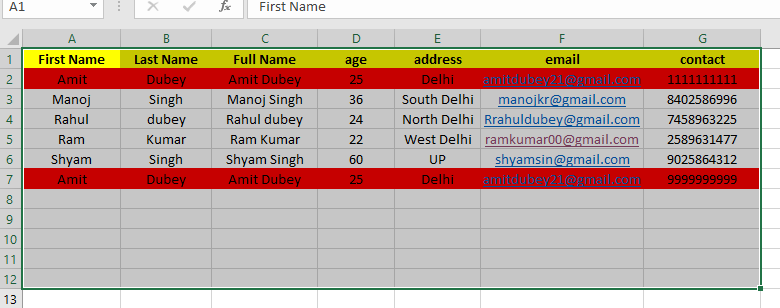 A1 fx First Name
A B C D E F G
1 First Name Last Name Full Name age address email contact
2 Amit Dubey Amit Dubey 25 Delhi amitdubey21@gmail.com 1111111111
3 Manoj Singh Manoj Singh 36 South Delhi manojkr@gmail.com 8402586996
4 Rahul dubey Rahul dubey 24 North Delhi Rrahuldubey@gmail.com 7458963225
5 Ram Kumar Ram Kumar 22 West Delhi ramkumar00@gmail.com 2589631477
6 Shyam Singh Shyam Singh 60 UP shyamsin@gmail.com 9025864312
7 Amit Dubey Amit Dubey 25 Delhi amitdubey21@gmail.com 9999999999
8
9
10
11
12
13